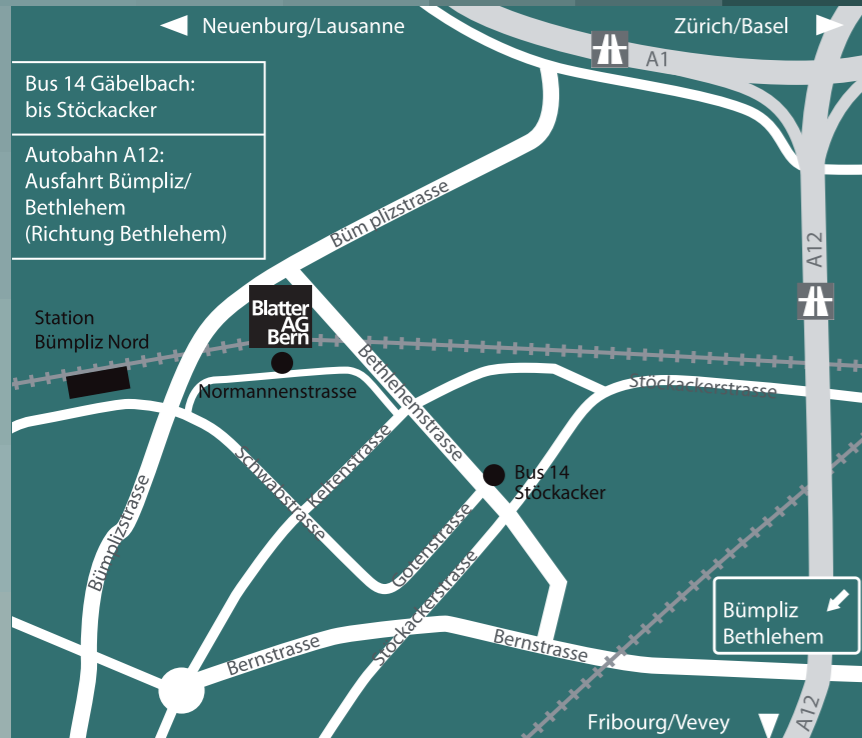 Neuenburg/Lausanne
Zürich/Basel
A1
Bus 14 Gäbelbach:
bis Stöckacker
Autobahn A12:
Ausfahrt Bümpliz/
Bethlehem
(Richtung Bethlehem)
Büm plizstrasse
A12
Blatter
AG
Bern
Station
Bümpliz Nord
Bethlehemstrasse
Normannenstrasse
Stöckackerstrasse
Keltenstrasse
Schwabstrasse
Bus 14
Stöckacker
Bümplizstrasse
Gotenstrasse
Stöckackerstrasse
Bernstrasse
Bernstrasse
Bümpliz
Bethlehem
Fribourg/Vevey
A12